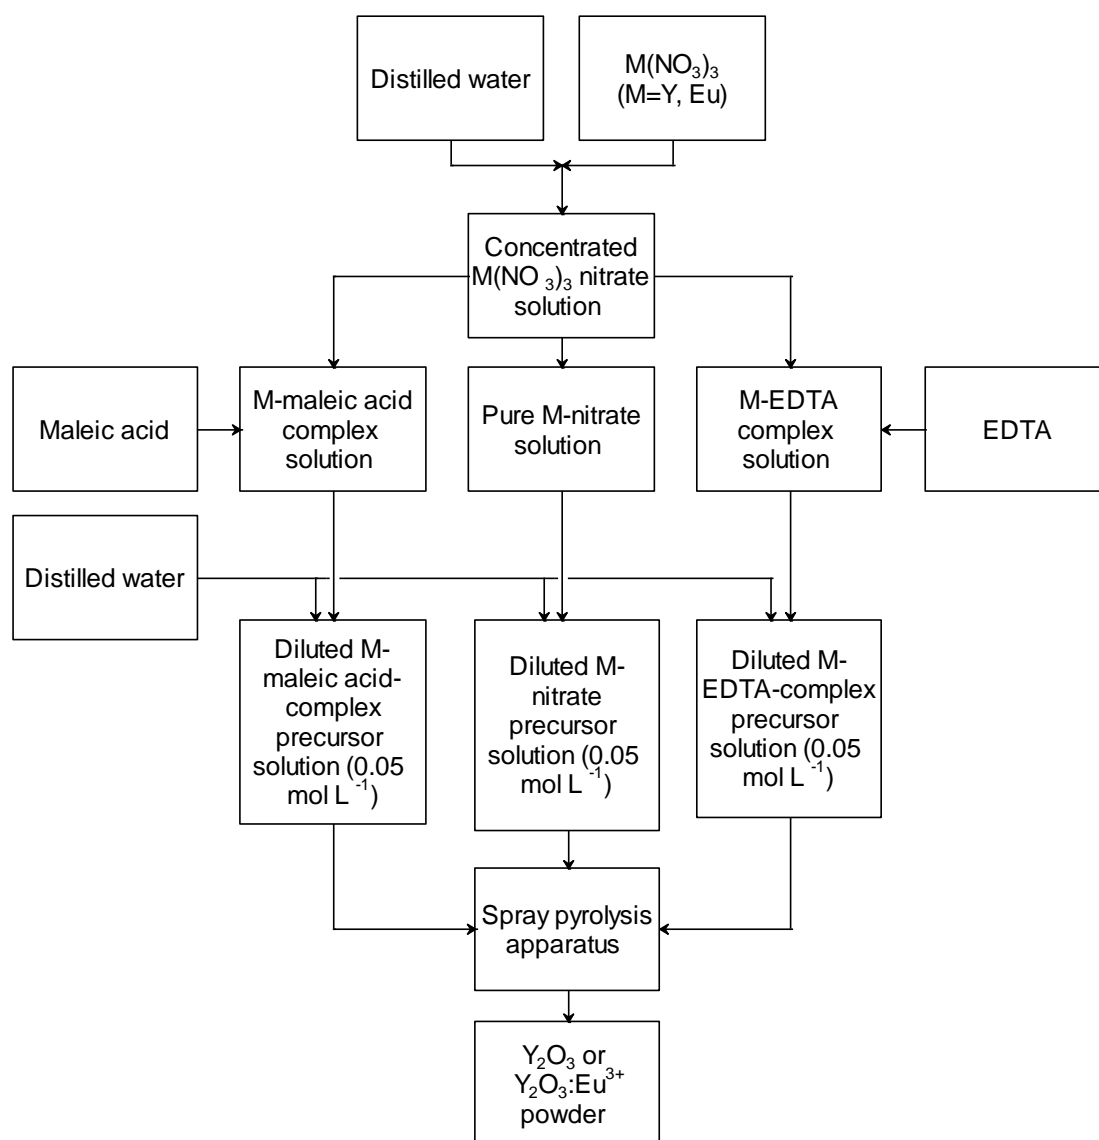 Distilled water
M(NO₃)₃
(M=Y, Eu)
Concentrated
M(NO ₃)₃ nitrate
solution
Maleic acid
M-maleic acid
complex
solution
Pure M-nitrate
solution
M-EDTA
complex
solution
EDTA
Distilled water
Diluted M-
maleic acid-
complex
precursor
solution (0.05
mol L ⁻¹)
Diluted M-
nitrate
precursor
solution (0.05
mol L ⁻¹)
Diluted M-
EDTA-complex
precursor
solution (0.05
mol L ⁻¹)
Spray pyrolysis
apparatus
Y₂O₃ or
Y₂O₃:Eu³⁺
powder